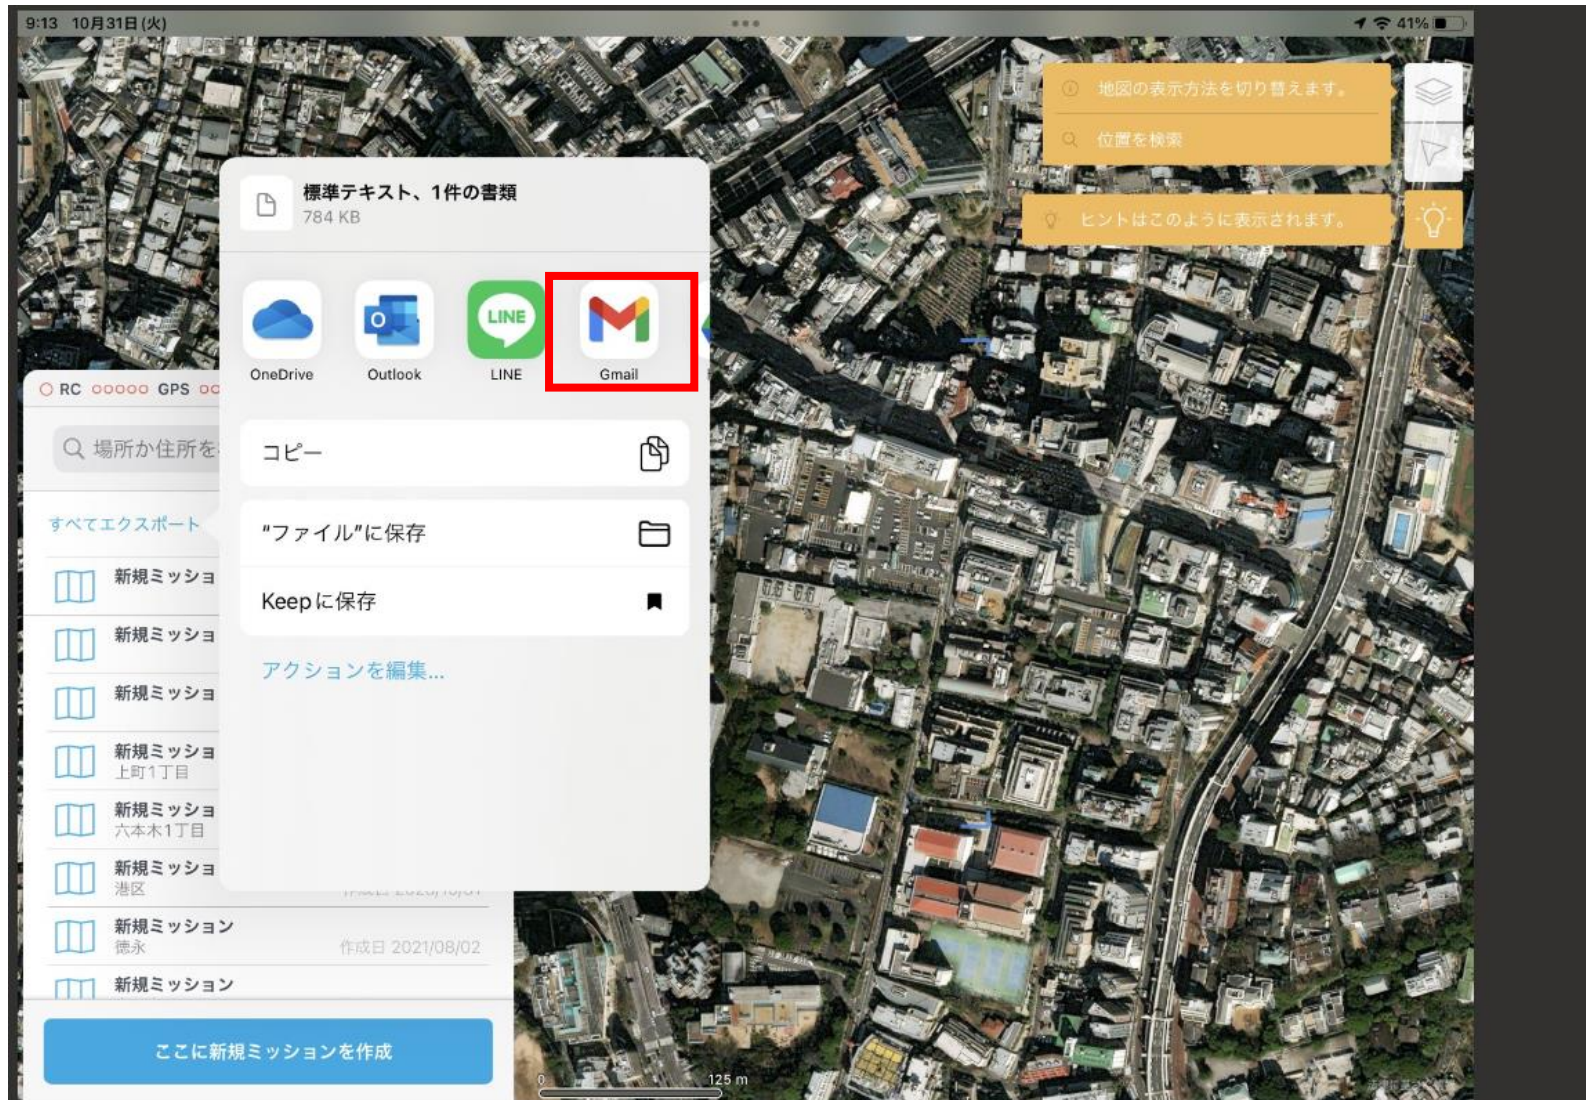 9:13 10月31日(火)
41%
地図の表示方法を切り替えます。
位置を検索
ヒントはこのように表示されます。
標準テキスト、1件の書類
784 KB
LINE
OneDrive
Outlook
LINE
Gmail
RC GPS
場所か住所を
コピー
すべてエクスポート
"ファイル"に保存
新規ミッショ
Keepに保存
新規ミッショ
アクションを編集...
新規ミッショ
新規ミッショ
上町1丁目
新規ミッショ
六本木1丁目
新規ミッショ
港区
新規ミッション
徳永
作成日 2021/08/02
新規ミッション
ここに新規ミッションを作成
0 125 m